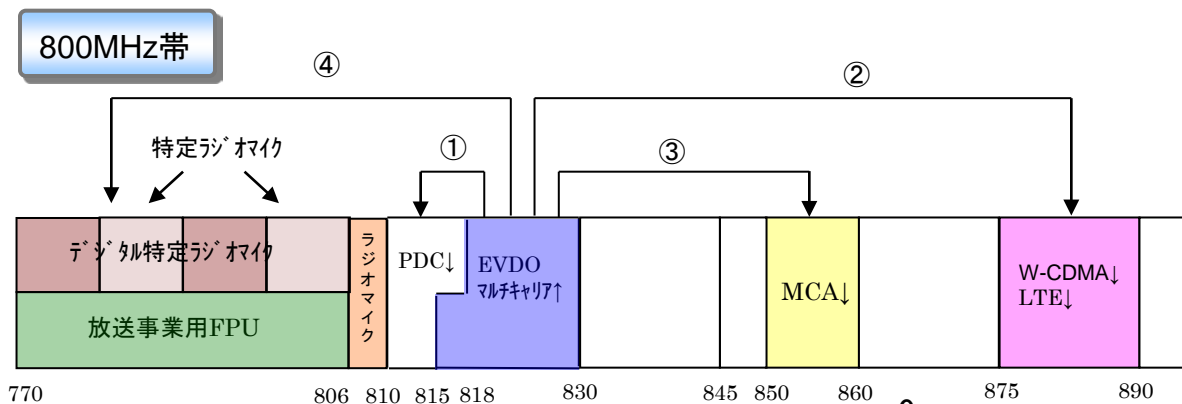 800MHz帯
④
②
特定ラジオマイク
①
③
デジタル特定ラジオマイク
ラジオマイク
PDC↓
EVDO
マルチキャリア↑
MCA↓
W-CDMA↓
LTE↓
放送事業用FPU
770
806
810
815
818
830
845
850
860
875
890